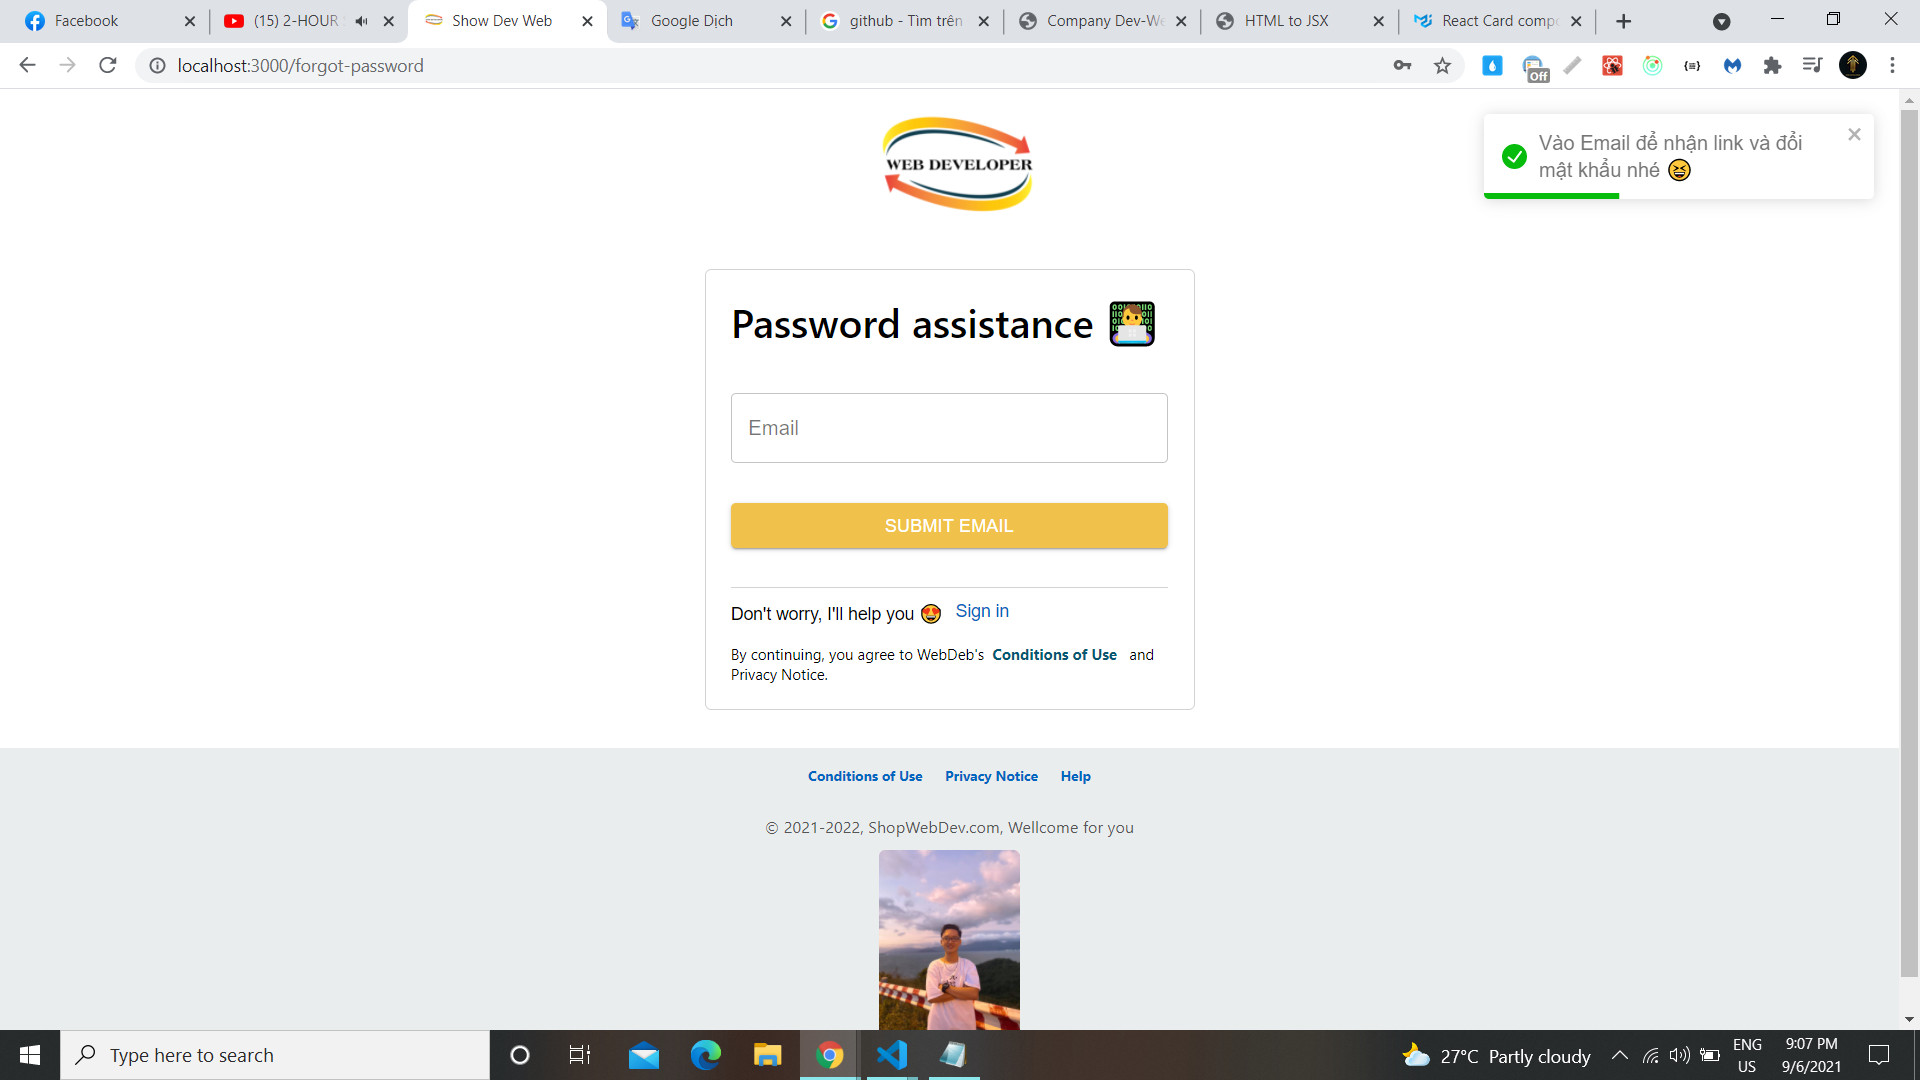 Facebook
(15) 2-HOUR
Show Dev Web
Google Dịch
github - Tìm trên
Company Dev-We
HTML to JSX
React Card compo
localhost:3000/forgot-password
Off
WEB DEVELOPER
Vào Email để nhận link và đổi
mật khẩu nhé 😆
Password assistance 👨‍💻
Email
SUBMIT EMAIL
Don't worry, I'll help you 😍 Sign in
By continuing, you agree to WebDeb's Conditions of Use and
Privacy Notice.
Conditions of Use Privacy Notice Help
© 2021-2022, ShopWebDev.com, Wellcome for you
Type here to search
27°C Partly cloudy
ENG
US
9:07 PM
9/6/2021